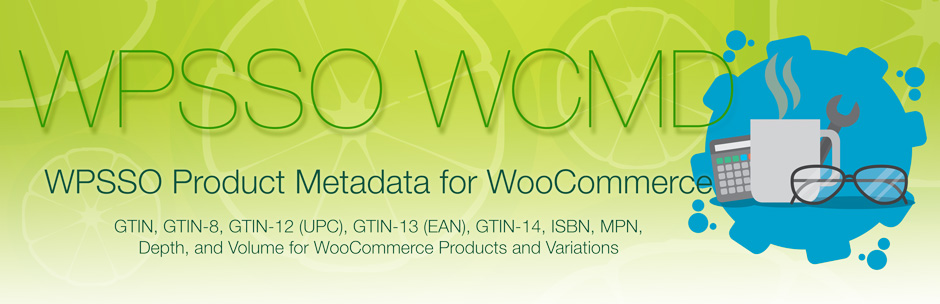 WPSSO WCMD
WPSSO Product Metadata for WooCommerce
GTIN, GTIN-8, GTIN-12 (UPC), GTIN-13 (EAN), GTIN-14, ISBN, MPN,
Depth, and Volume for WooCommerce Products and Variations